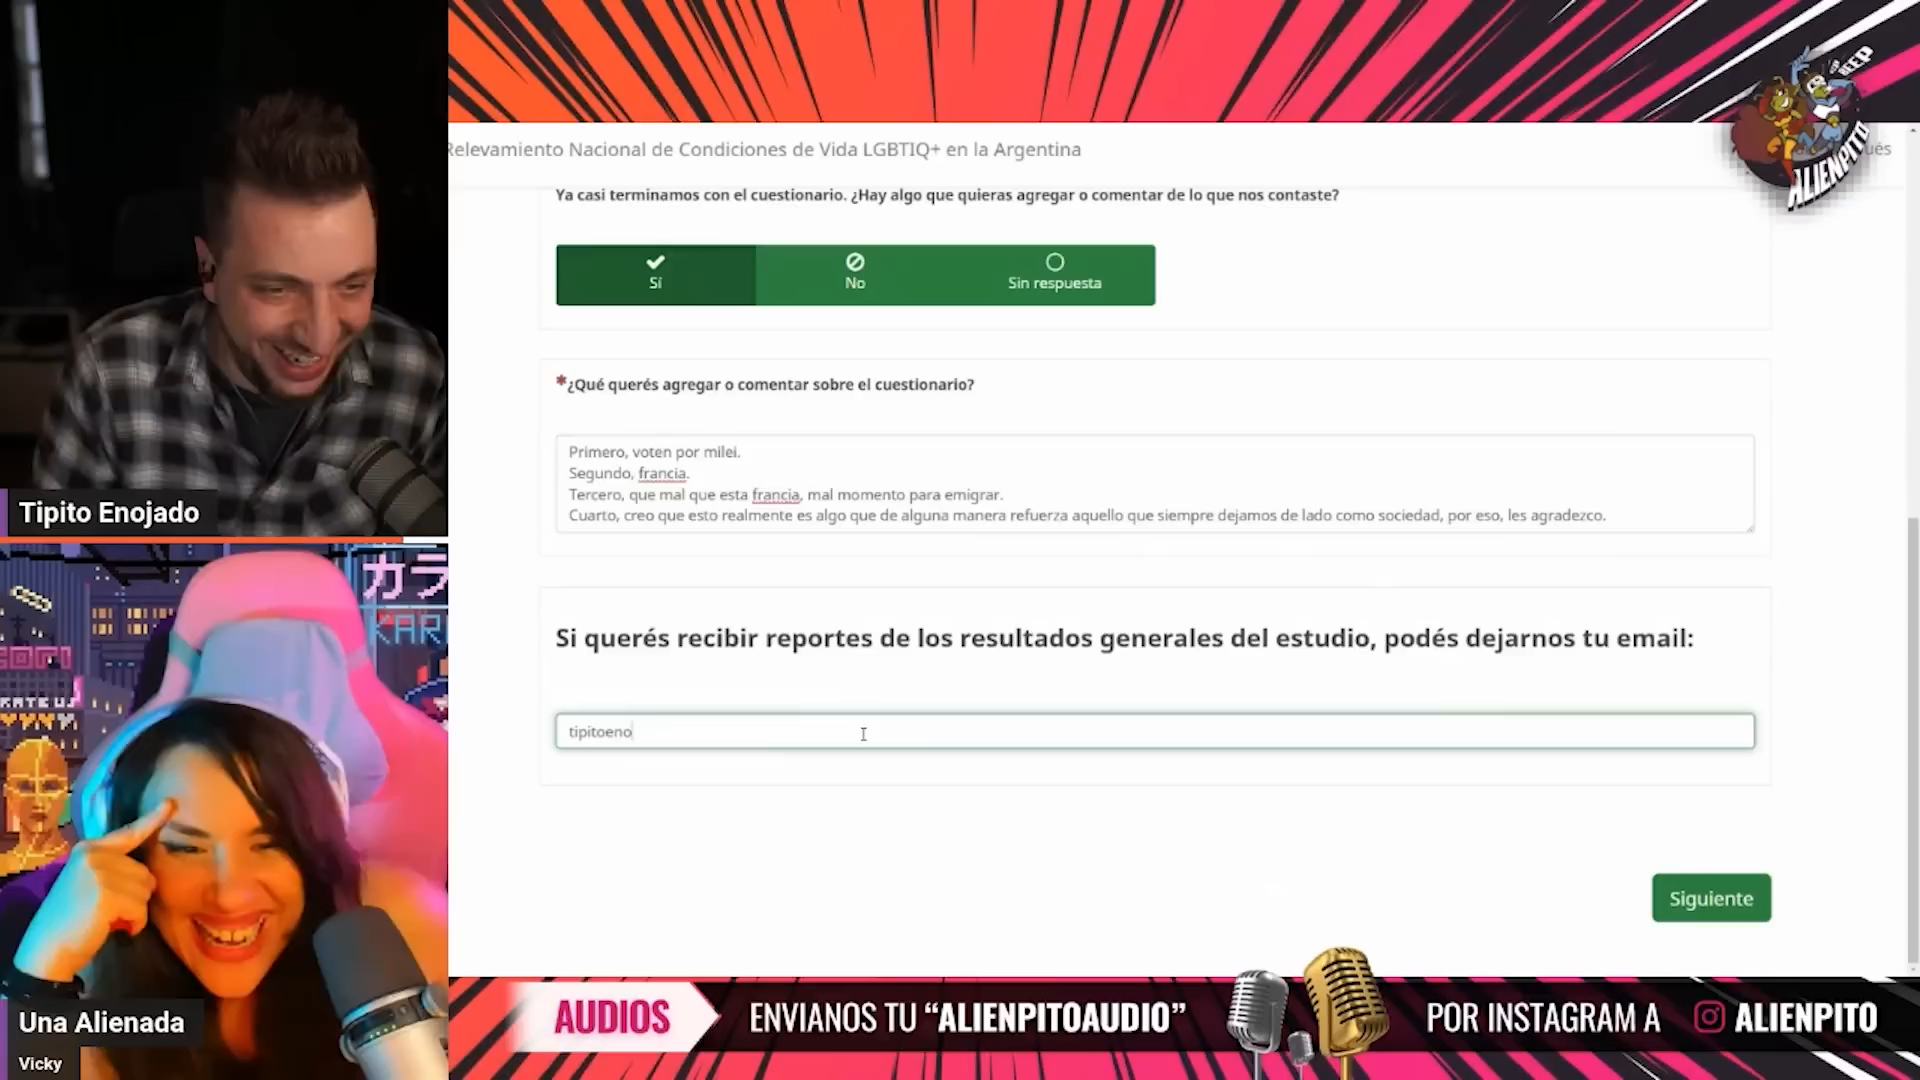 Relevamiento Nacional de Condiciones de Vida LGBTIQ+ en la Argentina
BEEP
ALIENPITO
Ya casi terminamos con el cuestionario. ¿Hay algo que quieras agregar o comentar de lo que nos contaste?
Sí
No
Sin respuesta
*¿Qué querés agregar o comentar sobre el cuestionario?
Primero, voten por milei.
Segundo, francia.
Tercero, que mal que esta francia, mal momento para emigrar.
Cuarto, creo que esto realmente es algo que de alguna manera refuerza aquello que siempre dejamos de lado como sociedad, por eso, les agradezco.
Si querés recibir reportes de los resultados generales del estudio, podés dejarnos tu email:
tipitoeno
Siguiente
Tipito Enojado
カラ
KAR
Una Alienada
Vicky
AUDIOS
ENVIANOS TU “ALIENPITOAUDIO”
POR INSTAGRAM A
ALIENPITO